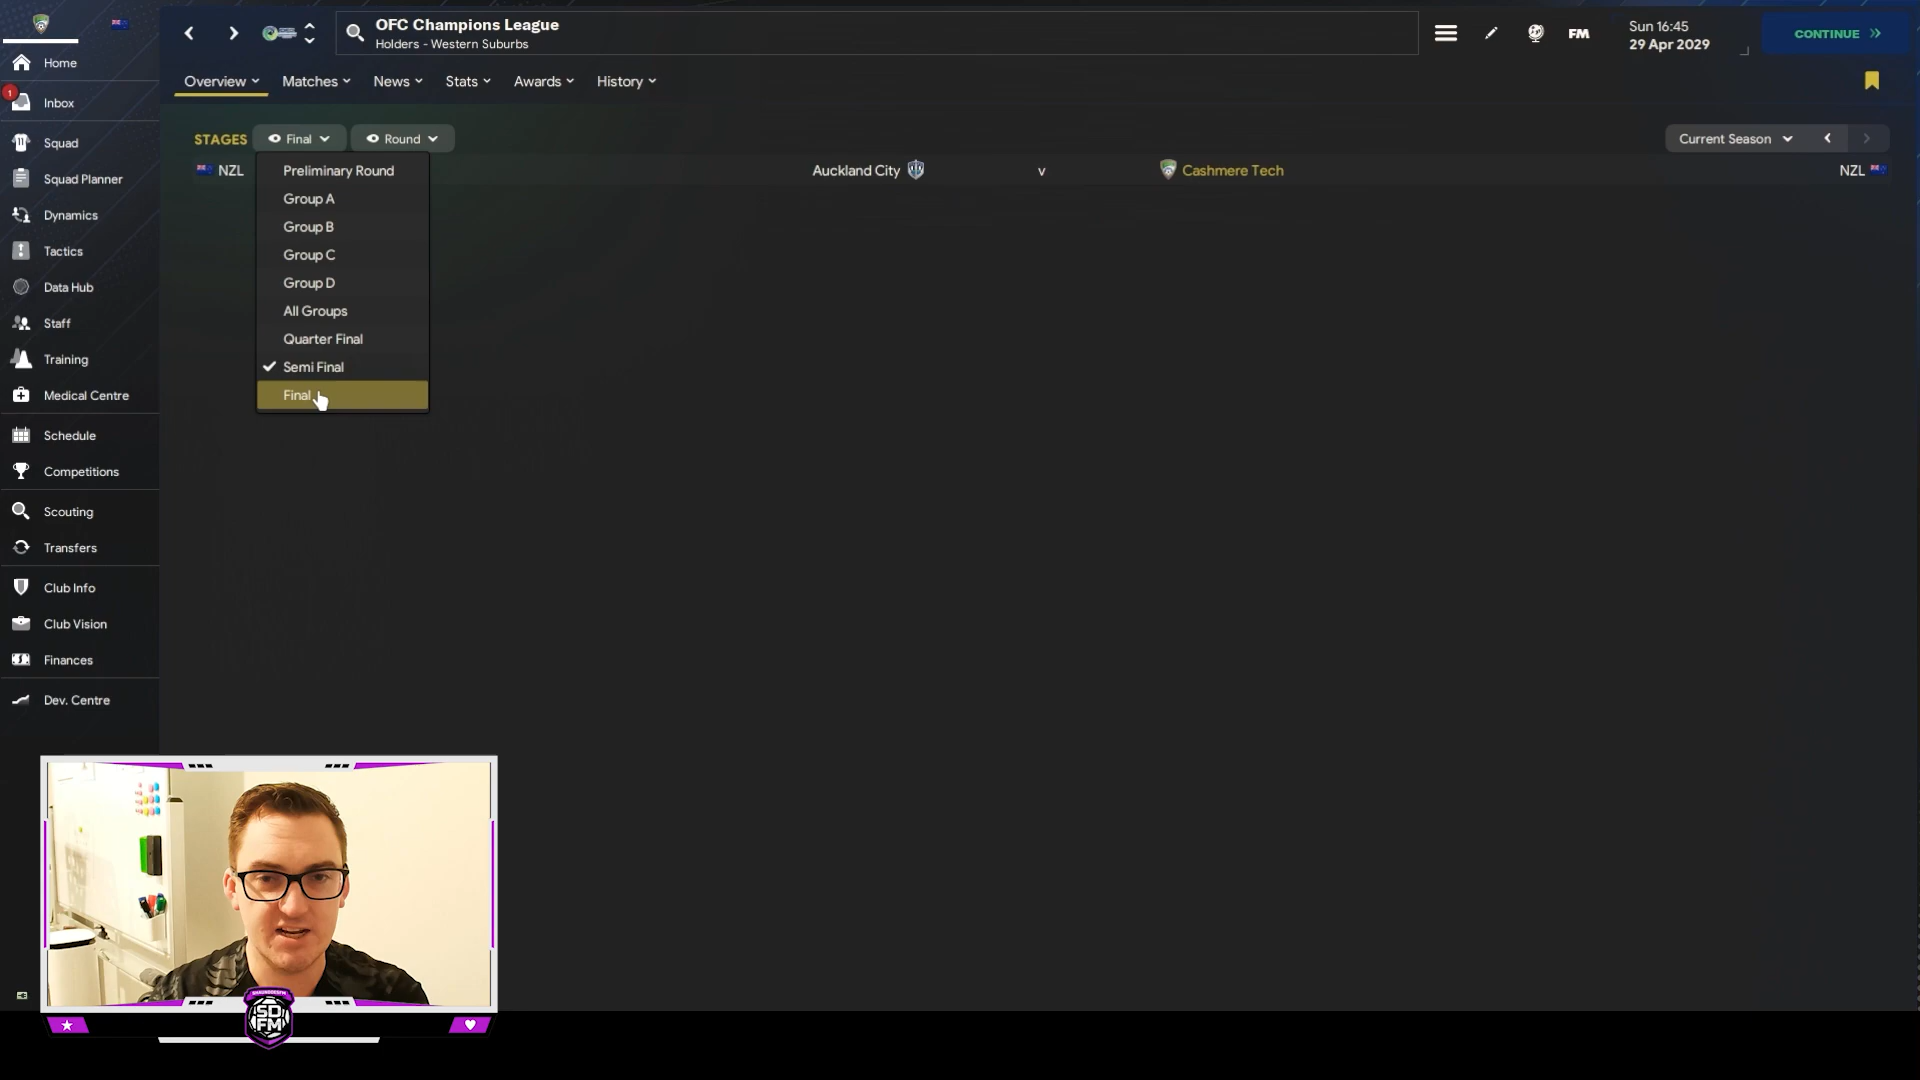 OFC Champions League
Holders - Western Suburbs
FM
Sun 16:45
29 Apr 2029
CONTINUE
Home
1
Inbox
Squad
Squad Planner
Dynamics
Tactics
Data Hub
Staff
Training
Medical Centre
Schedule
Competitions
Scouting
Transfers
Club Info
Club Vision
Finances
Dev. Centre
Overview
Matches
News
Stats
Awards
History
STAGES
Final
Round
Current Season
NZL
Auckland City
v
Cashmere Tech
NZL
Preliminary Round
Group A
Group B
Group C
Group D
All Groups
Quarter Final
Semi Final
Final
SD
FM